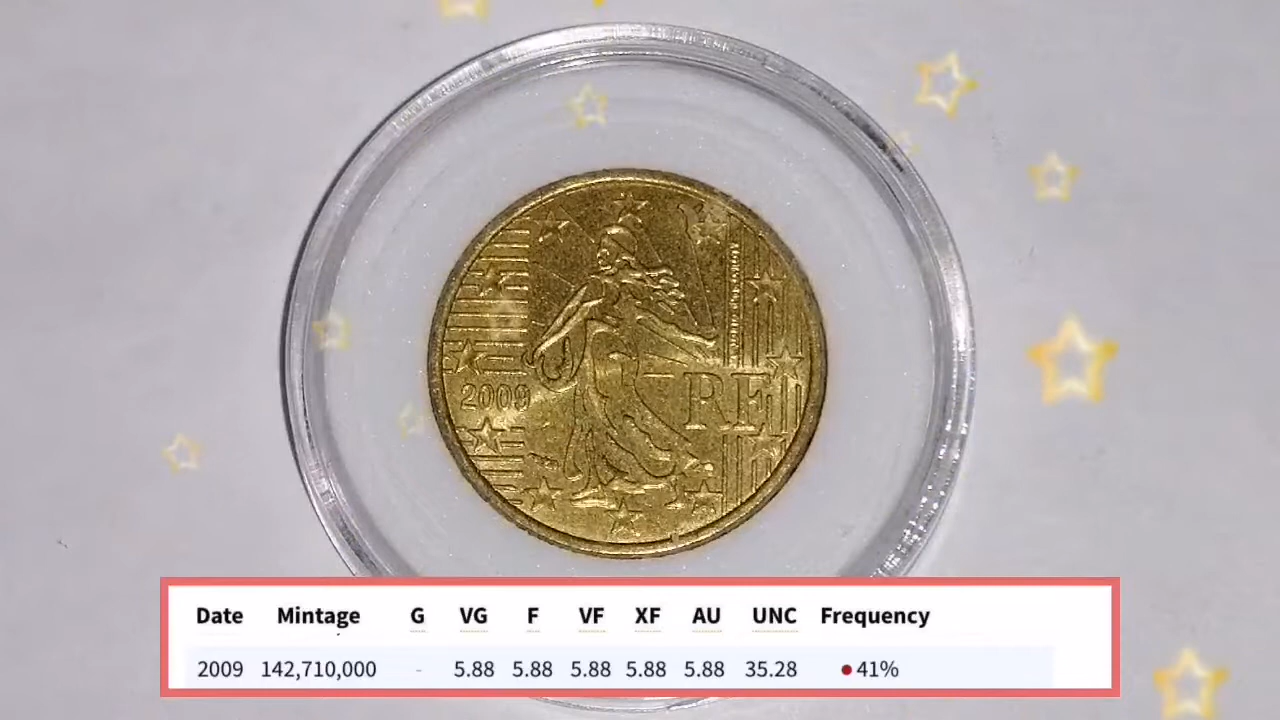 2009
RF
Date Mintage G VG F VF XF AU UNC Frequency
2009 142,710,000 - 5.88 5.88 5.88 5.88 5.88 35.28 41%